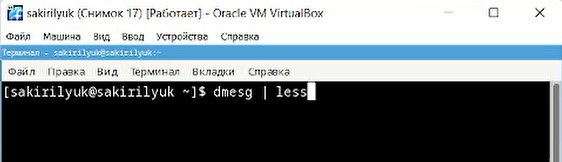 sakirilyuk (Снимок 17) [Работает] - Oracle VM VirtualBox
Файл Машина Вид Ввод Устройства Справка
Терминал - sakirilyuk@sakirilyuk:~
Файл Правка Вид Терминал Вкладки Справка
[sakirilyuk@sakirilyuk ~]$ dmesg | less